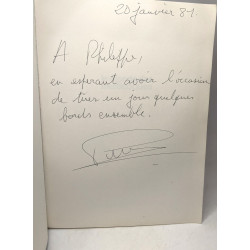 20 janvier 81.
A Philippe,
en espérant avoir l'occasion
de tirer un jour quelques
bords ensemble.